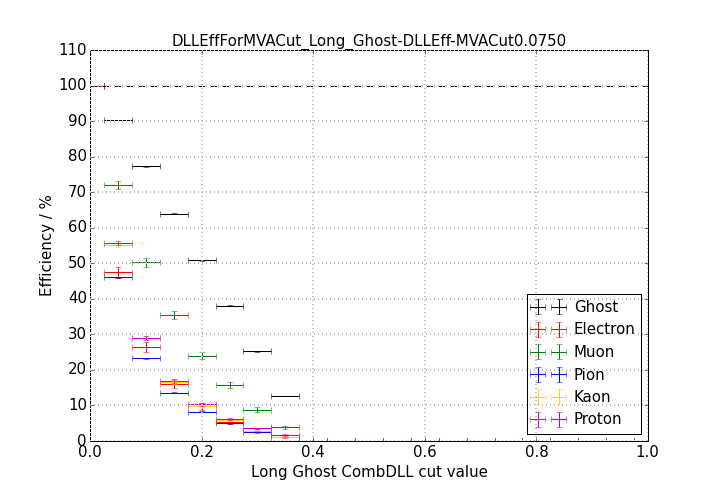 DLLEffForMVACut_Long_Ghost-DLLEff-MVACut0.0750
110
100
90
80
70
60
50
40
30
20
10
0
Efficiency / %
Ghost
Electron
Muon
Pion
Kaon
Proton
0.0 0.2 0.4 0.6 0.8 1.0
Long Ghost CombDLL cut value